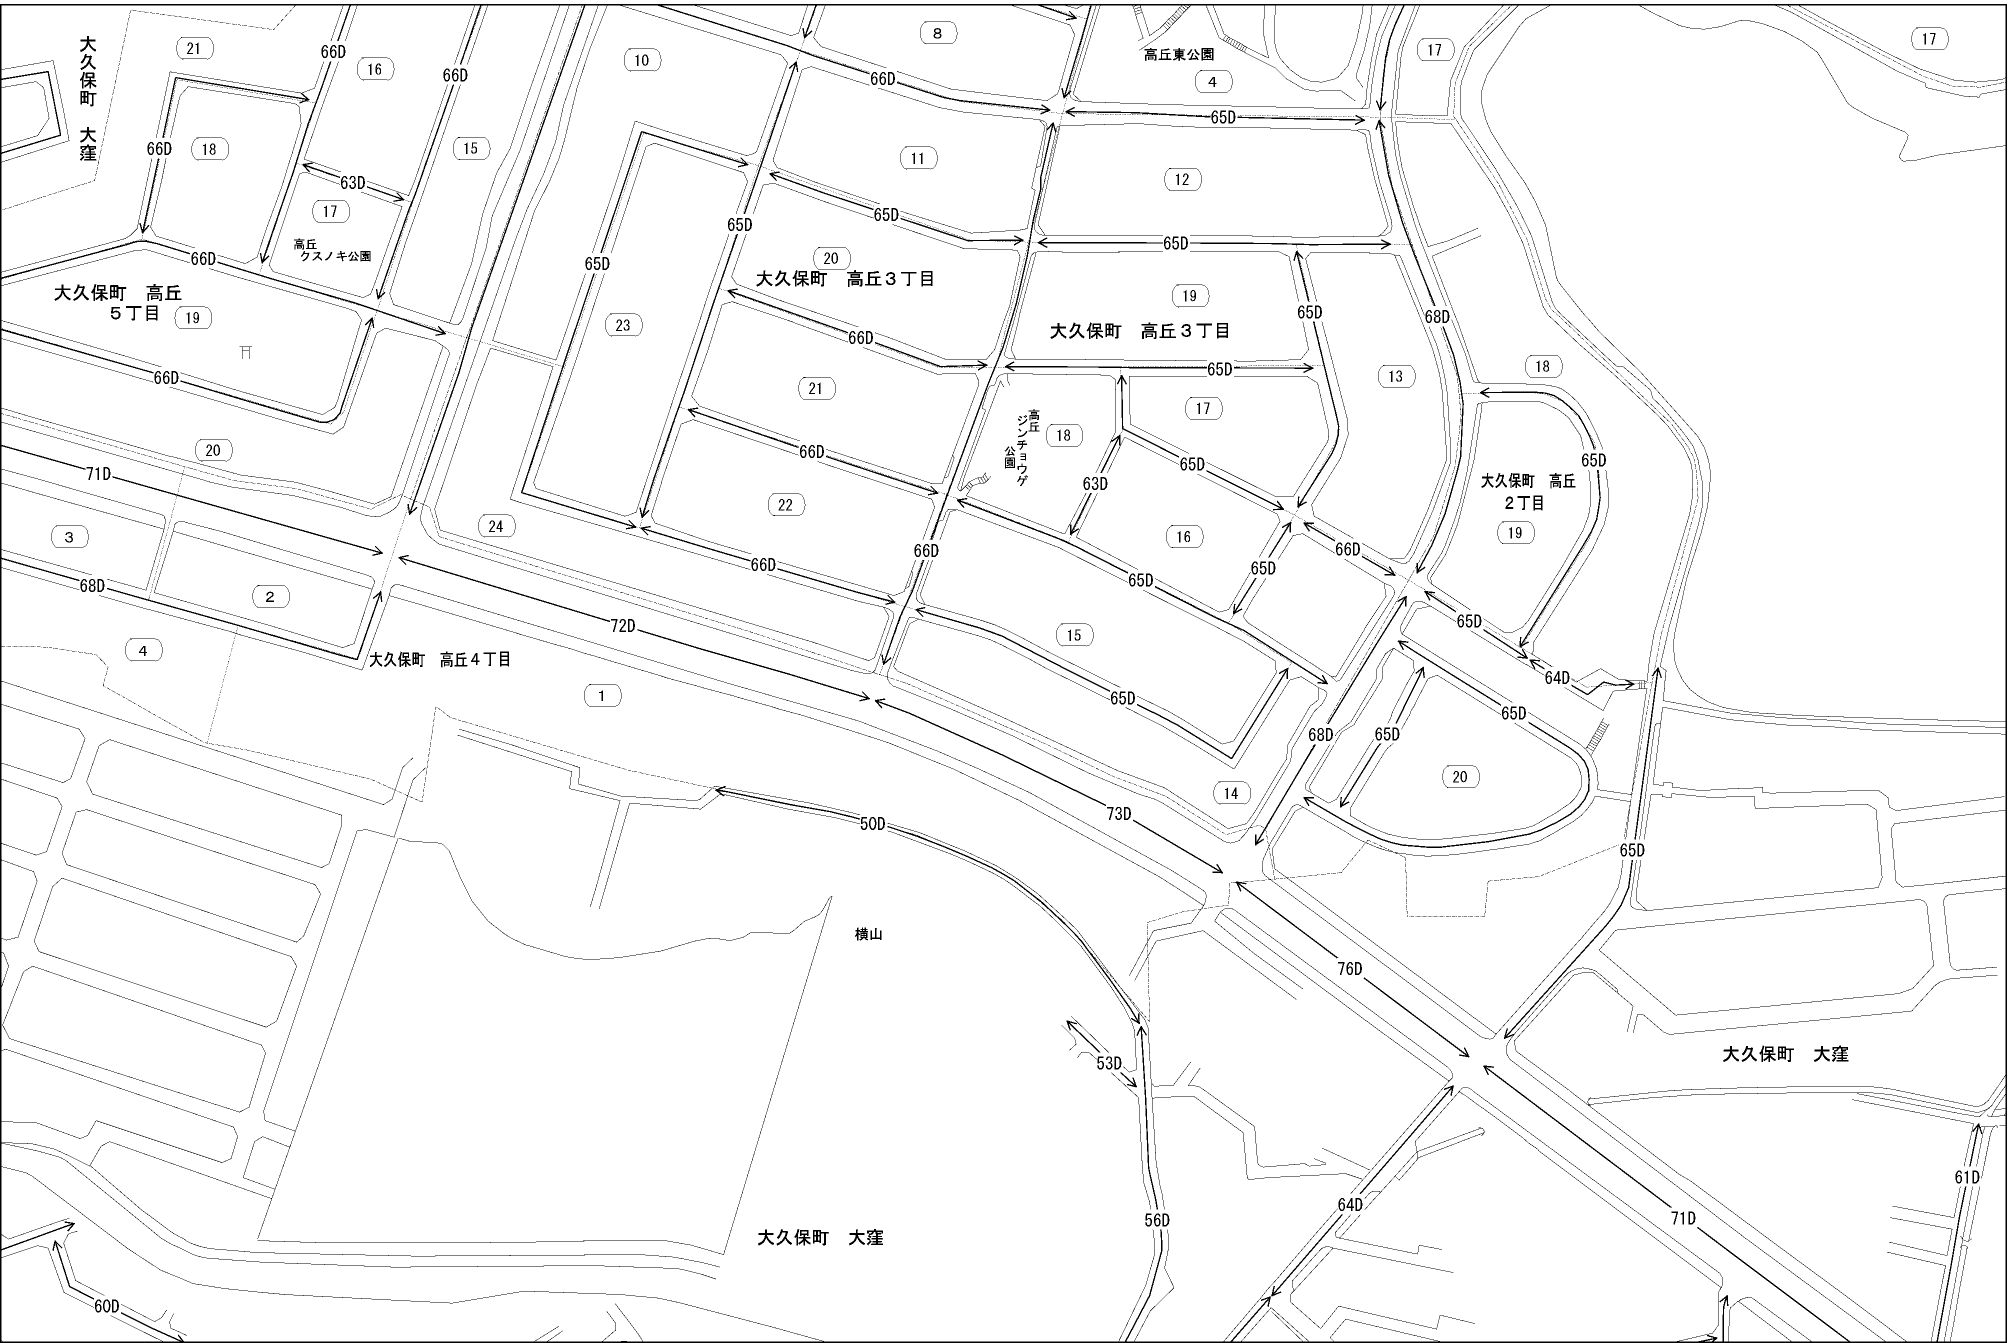 大久保町　大窪
21
66D
16
66D
10
8
66D
高丘東公園
4
17
17
65D
66D
18
15
11
12
63D
17
65D
65D
65D
高丘
クスノキ公園
66D
65D
20
大久保町　高丘３丁目
大久保町　高丘
５丁目
19
23
19
65D
68D
大久保町　高丘３丁目
66D
18
66D
21
65D
13
17
高丘
ジンチョウゲ
公園
18
20
66D
65D
65D
71D
63D
大久保町　高丘
２丁目
22
24
19
3
16
66D
66D
66D
65D
65D
68D
2
65D
72D
15
4
大久保町　高丘４丁目
1
65D
64D
65D
68D
65D
20
14
73D
50D
65D
横山
76D
53D
大久保町　大窪
61D
64D
56D
71D
大久保町　大窪
60D